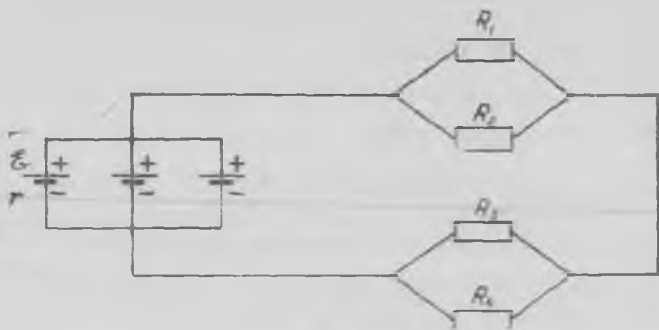 R₁
R₂
ℰ + + +
r - - -
R₃
R₄